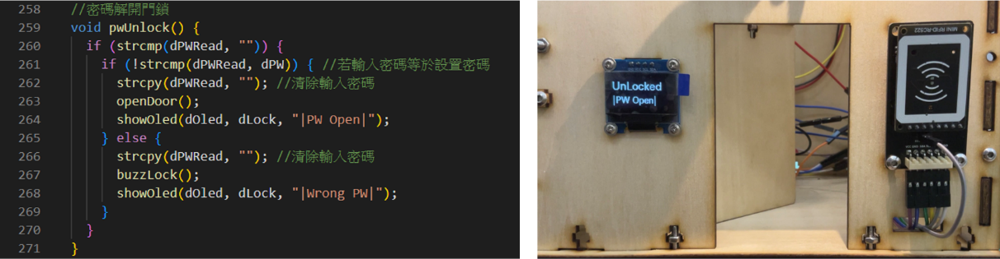 258 //密碼解開門鎖
259 void pwUnlock() {
260 if (strcmp(dPWRead, "")) {
261 if (!strcmp(dPWRead, dPW)) { //若輸入密碼等於設置密碼
262 strcpy(dPWRead, ""); //清除輸入密碼
263 openDoor();
264 showOled(dOled, dLock, "|PW Open|");
265 } else {
266 strcpy(dPWRead, ""); //清除輸入密碼
267 buzzLock();
268 showOled(dOled, dLock, "|Wrong PW|");
269 }
270 }
271 }
UnLocked
|PW Open|
MINI RFID-RC522